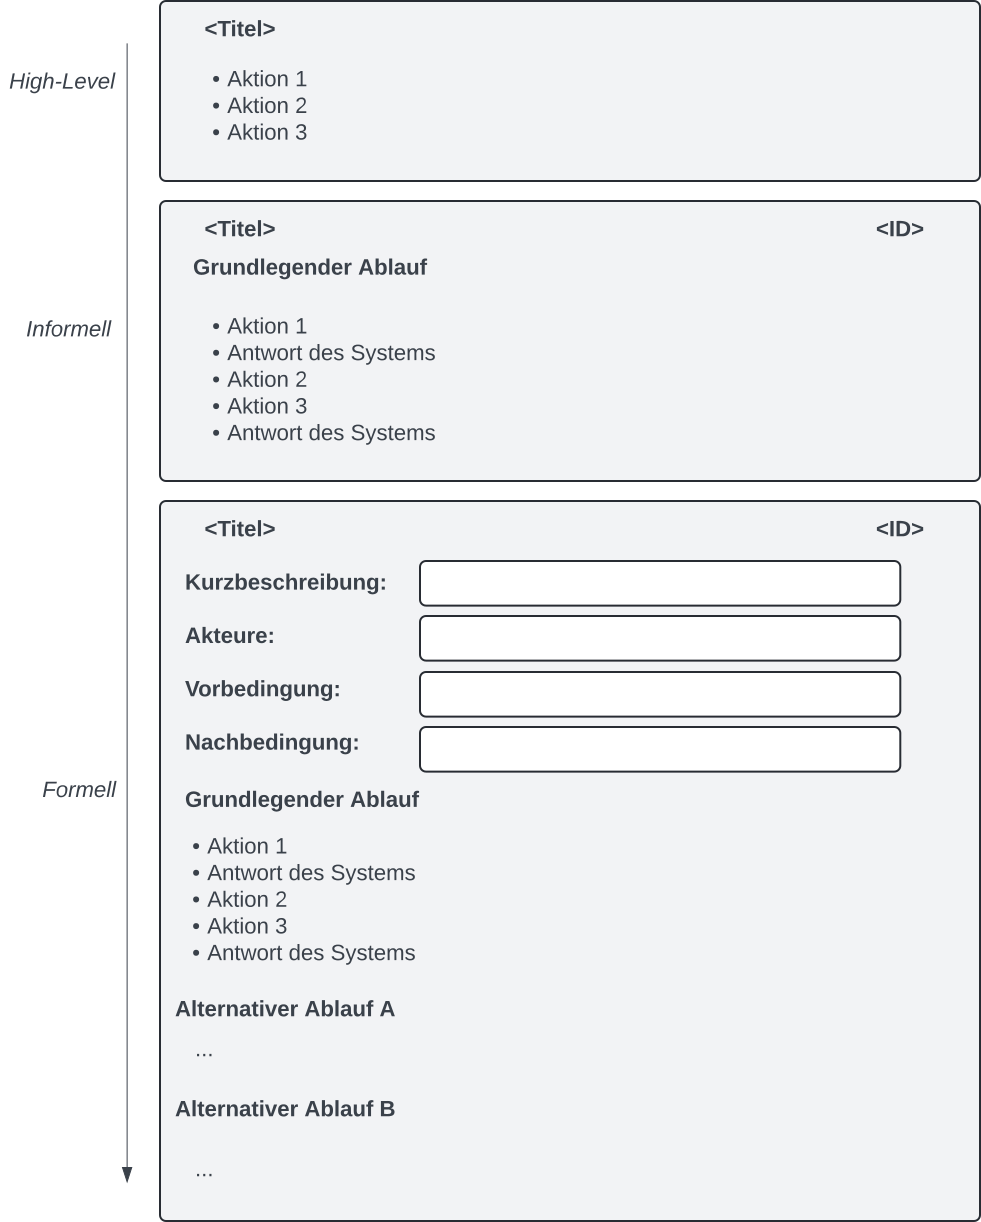 <Titel>
High-Level
• Aktion 1
• Aktion 2
• Aktion 3
<Titel> <ID>
Grundlegender Ablauf
Informell
• Aktion 1
• Antwort des Systems
• Aktion 2
• Aktion 3
• Antwort des Systems
<Titel> <ID>
Kurzbeschreibung:
Akteure:
Vorbedingung:
Nachbedingung:
Formell
Grundlegender Ablauf
• Aktion 1
• Antwort des Systems
• Aktion 2
• Aktion 3
• Antwort des Systems
Alternativer Ablauf A
...
Alternativer Ablauf B
...